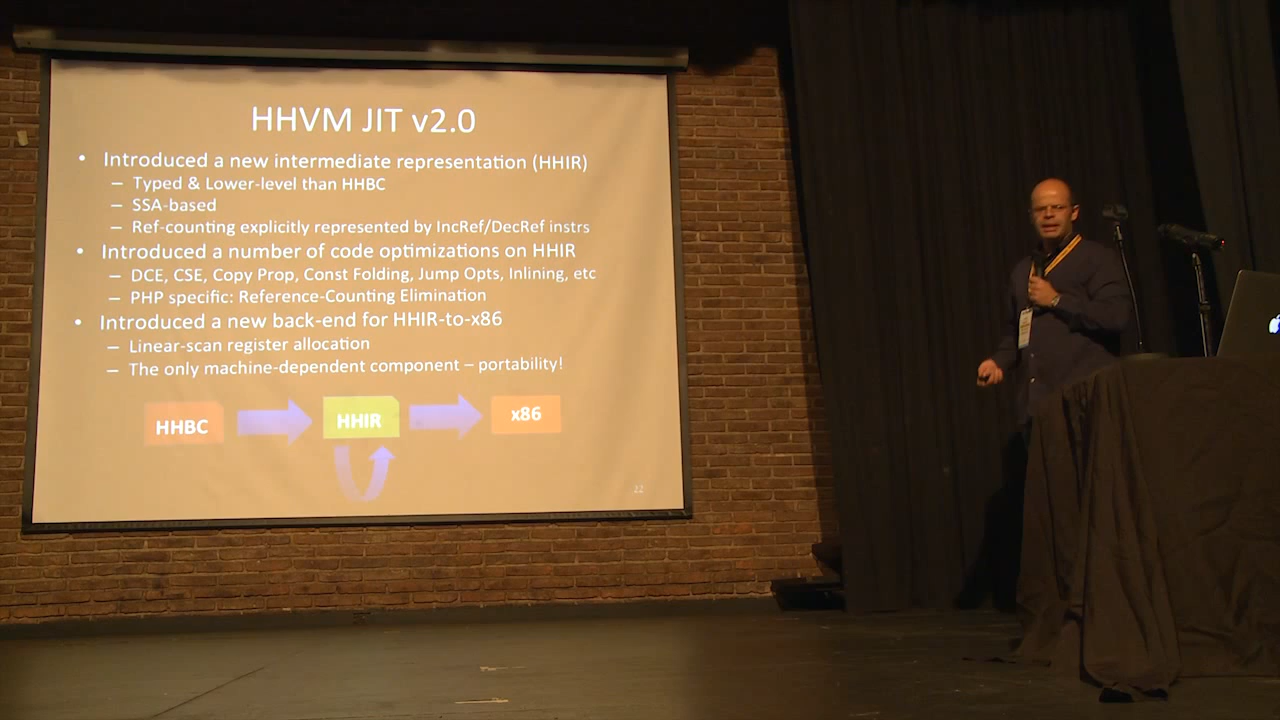 HHVM JIT v2.0
• Introduced a new intermediate representation (HHIR)
– Typed & Lower-level than HHBC
– SSA-based
– Ref-counting explicitly represented by IncRef/DecRef instrs
• Introduced a number of code optimizations on HHIR
– DCE, CSE, Copy Prop, Const Folding, Jump Opts, Inlining, etc
– PHP specific: Reference-Counting Elimination
• Introduced a new back-end for HHIR-to-x86
– Linear-scan register allocation
– The only machine-dependent component – portability!
HHBC HHIR x86
22